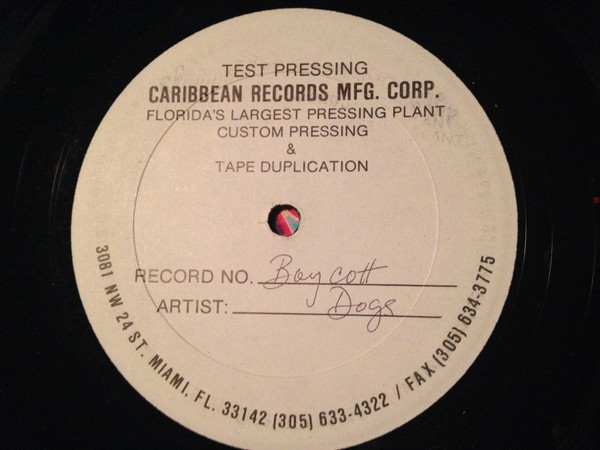 TEST PRESSING
CARIBBEAN RECORDS MFG. CORP.
FLORIDA'S LARGEST PRESSING PLANT
CUSTOM PRESSING
&
TAPE DUPLICATION
RECORD NO. Boycott
ARTIST: Dogs
3081 NW 24 ST. MIAMI, FL. 33142 (305) 633-4322 / FAX (305) 634-3775